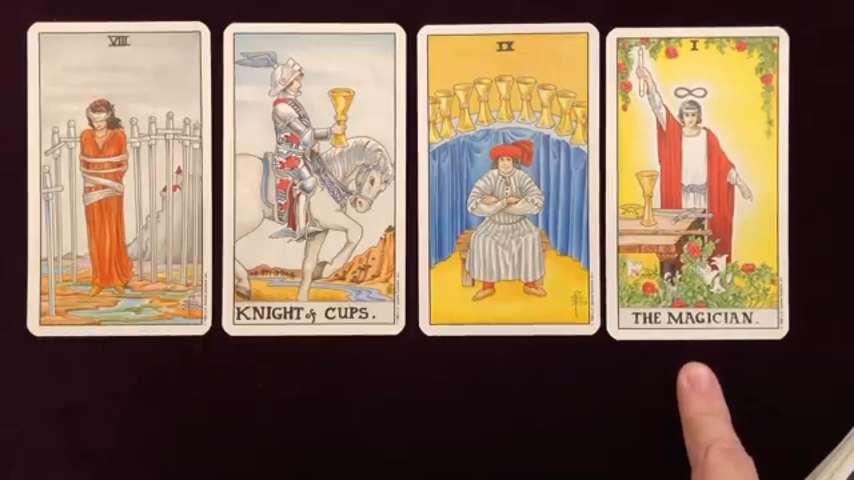 VIII
KNIGHT of CUPS.
IX
I
THE MAGICIAN.